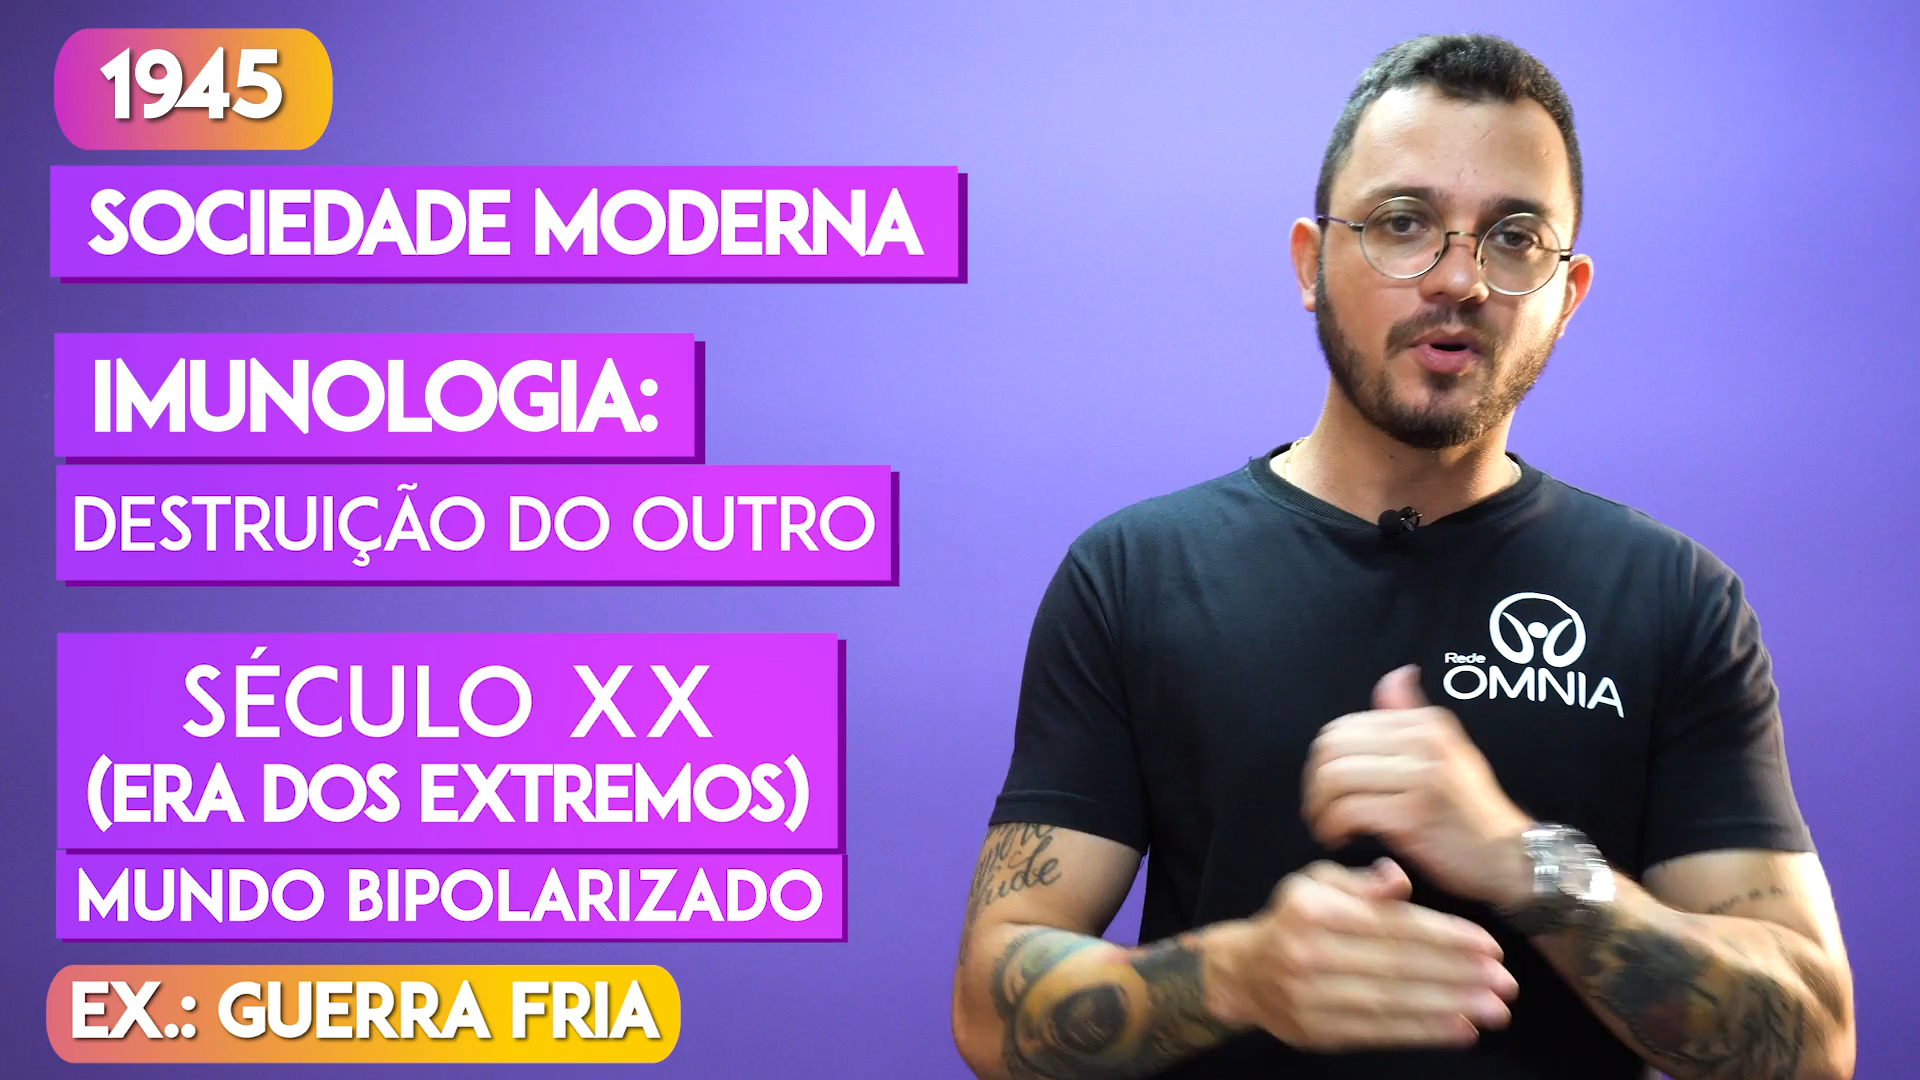 1945
SOCIEDADE MODERNA
IMUNOLOGIA:
DESTRUIÇÃO DO OUTRO
SÉCULO XX
(ERA DOS EXTREMOS)
MUNDO BIPOLARIZADO
EX.: GUERRA FRIA
Rede
OMNIA